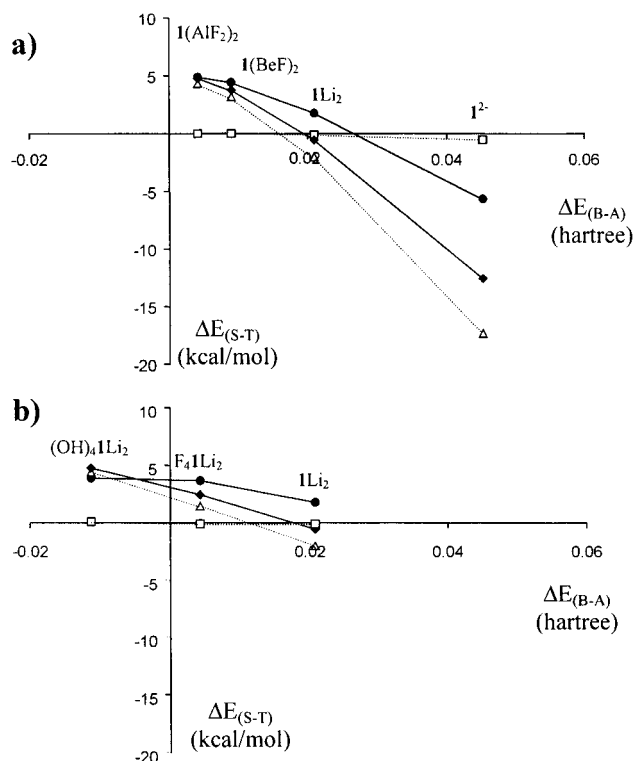 a)
10
1(AlF₂)₂
1(BeF)₂
5
1Li₂
1²⁻
0
-0.02
0.02
0.04
0.06
-5
ΔE(B-A)
(hartree)
-10
-15
ΔE(S-T)
(kcal/mol)
-20
b)
10
(OH)₄1Li₂
F₄1Li₂
1Li₂
5
0
-0.02
0.02
0.04
0.06
-5
ΔE(B-A)
(hartree)
-10
-15
ΔE(S-T)
(kcal/mol)
-20